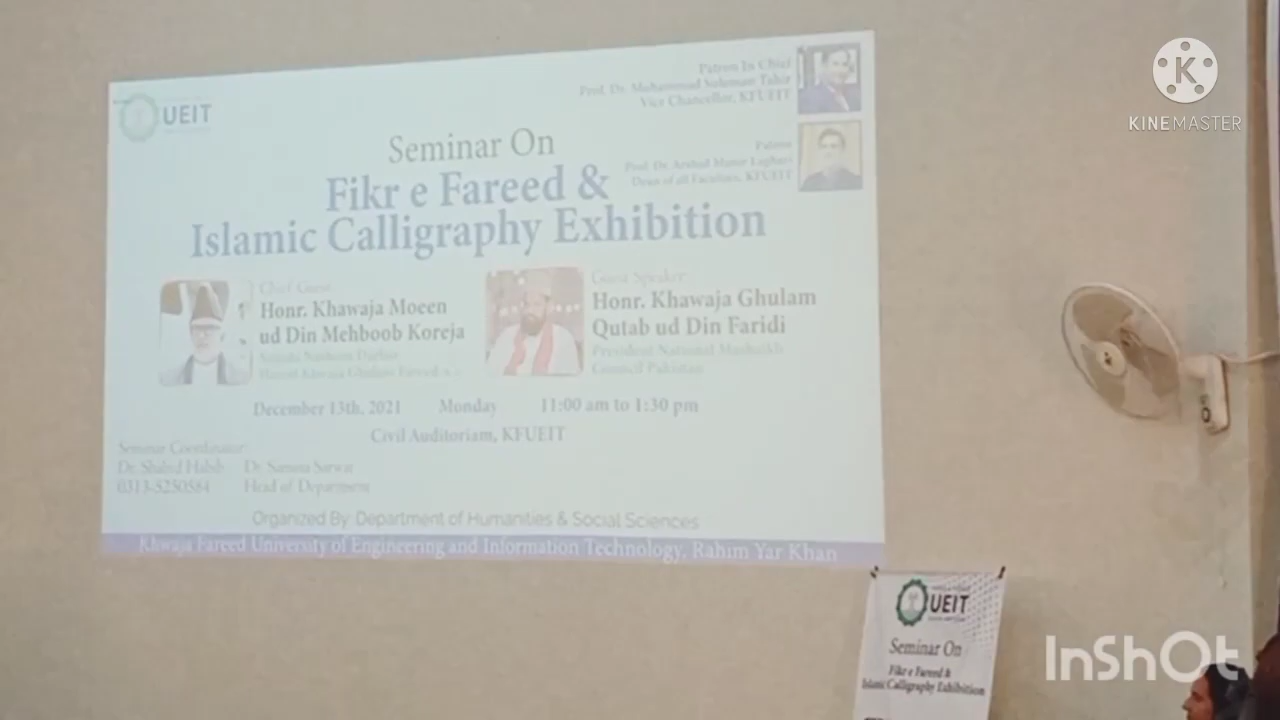 UEIT
Patron In Chief
Prof. Dr. Muhammad Suleman Tahir
Vice Chancellor, KFUEIT
Patron
Prof. Dr.
Dean of all Faculties, KFUEIT
Seminar On
Fikr e Fareed &
Islamic Calligraphy Exhibition
Chief Guest
Honr. Khawaja Moeen
ud Din Mehboob Koreja
Guest Speaker
Honr. Khawaja Ghulam
Qutab ud Din Faridi
President National Mashaikh
Council Pakistan
December 13th, 2021 Monday 11:00 am to 1:30 pm
Civil Auditoriam, KFUEIT
Seminar Coordinator
Dr. Shahid Habib Dr. Samina Sarwar
0313-5250564 Head of Department
Organized By: Department of Humanities & Social Sciences
Khwaja Fareed University of Engineering and Information Technology, Rahim Yar Khan
UEIT
Seminar On
Fikr e Fareed &
Islamic Calligraphy Exhibition
K
KINEMASTER
InShOt